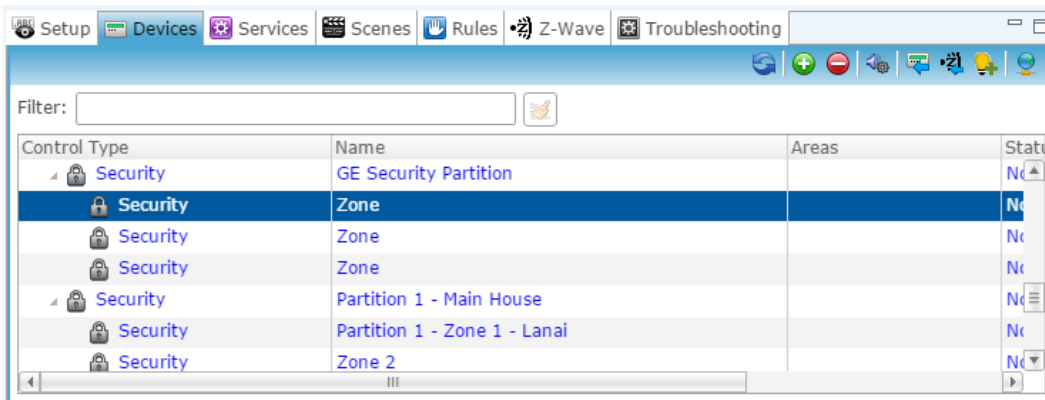 Setup Devices Services Scenes Rules Z-Wave Troubleshooting
Filter:
Control Type Name Areas
Security GE Security Partition
Security Zone
Security Zone
Security Zone
Security Partition 1 - Main House
Security Partition 1 - Zone 1 - Lanai
Security Zone 2